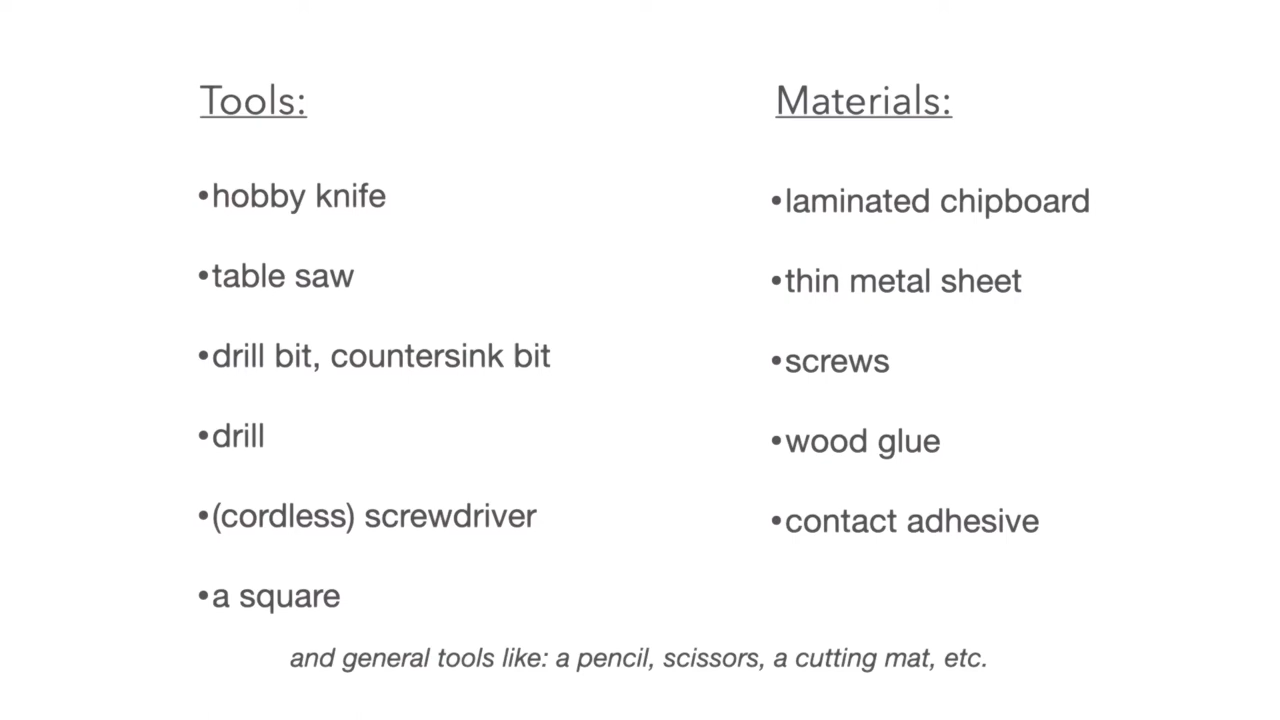 Tools:
•hobby knife
•table saw
•drill bit, countersink bit
•drill
•(cordless) screwdriver
•a square
Materials:
•laminated chipboard
•thin metal sheet
•screws
•wood glue
•contact adhesive
and general tools like: a pencil, scissors, a cutting mat, etc.